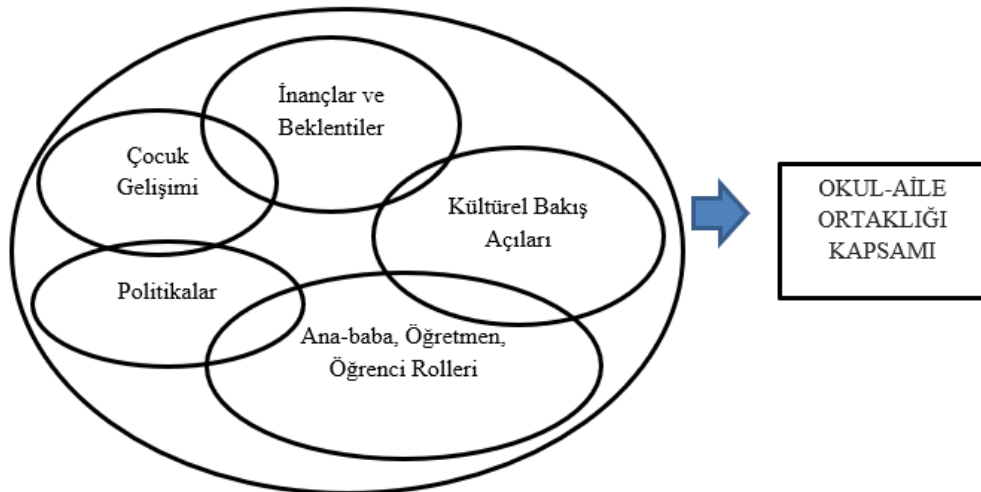 İnançlar ve
Beklentiler
Çocuk
Gelişimi
Kültürel Bakış
Açıları
Politikalar
Ana-baba, Öğretmen,
Öğrenci Rolleri
OKUL-AİLE
ORTAKLIĞI
KAPSAMI